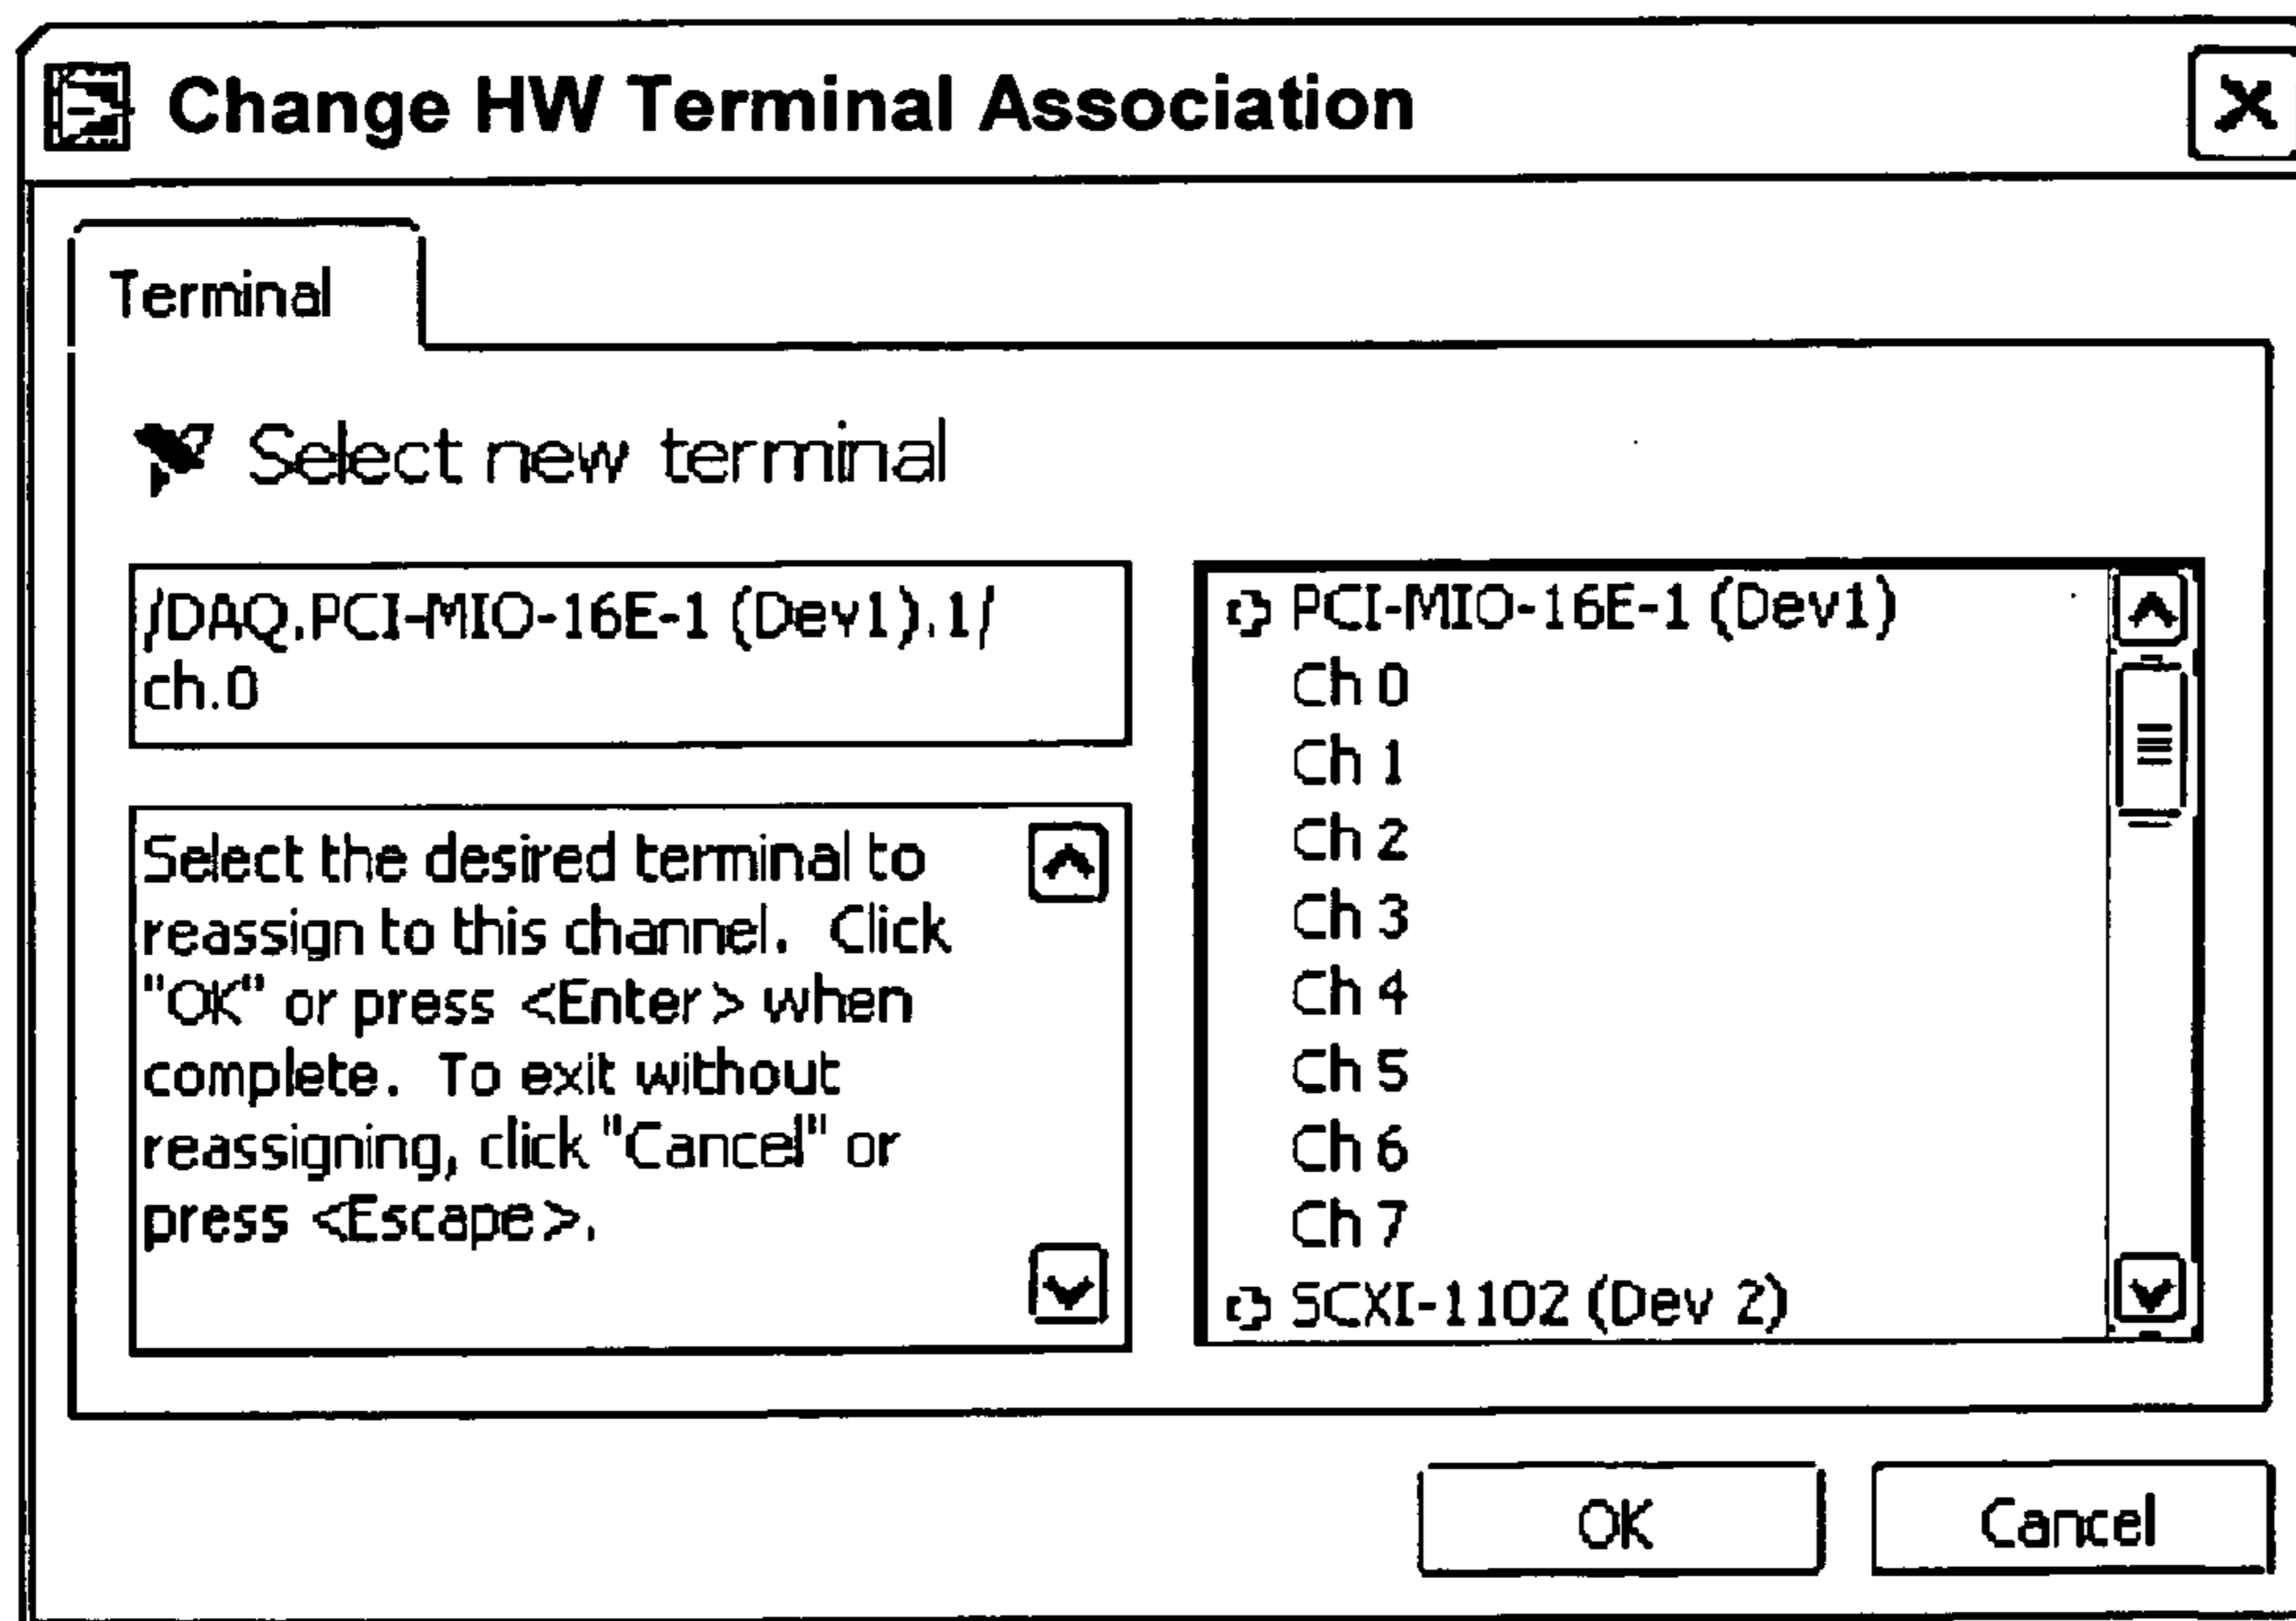 Change HW Terminal Association
Terminal
Select new terminal
/DAQ.PCI-MIO-16E-1 (Dev1).1/
ch.0
Select the desired terminal to
reassign to this channel.  Click
"OK" or press <Enter> when
complete.  To exit without
reassigning, click "Cancel" or
press <Escape>.
PCI-MIO-16E-1 (Dev1)
Ch 0
Ch 1
Ch 2
Ch 3
Ch 4
Ch 5
Ch 6
Ch 7
SCXI-1102 (Dev 2)
OK
Cancel